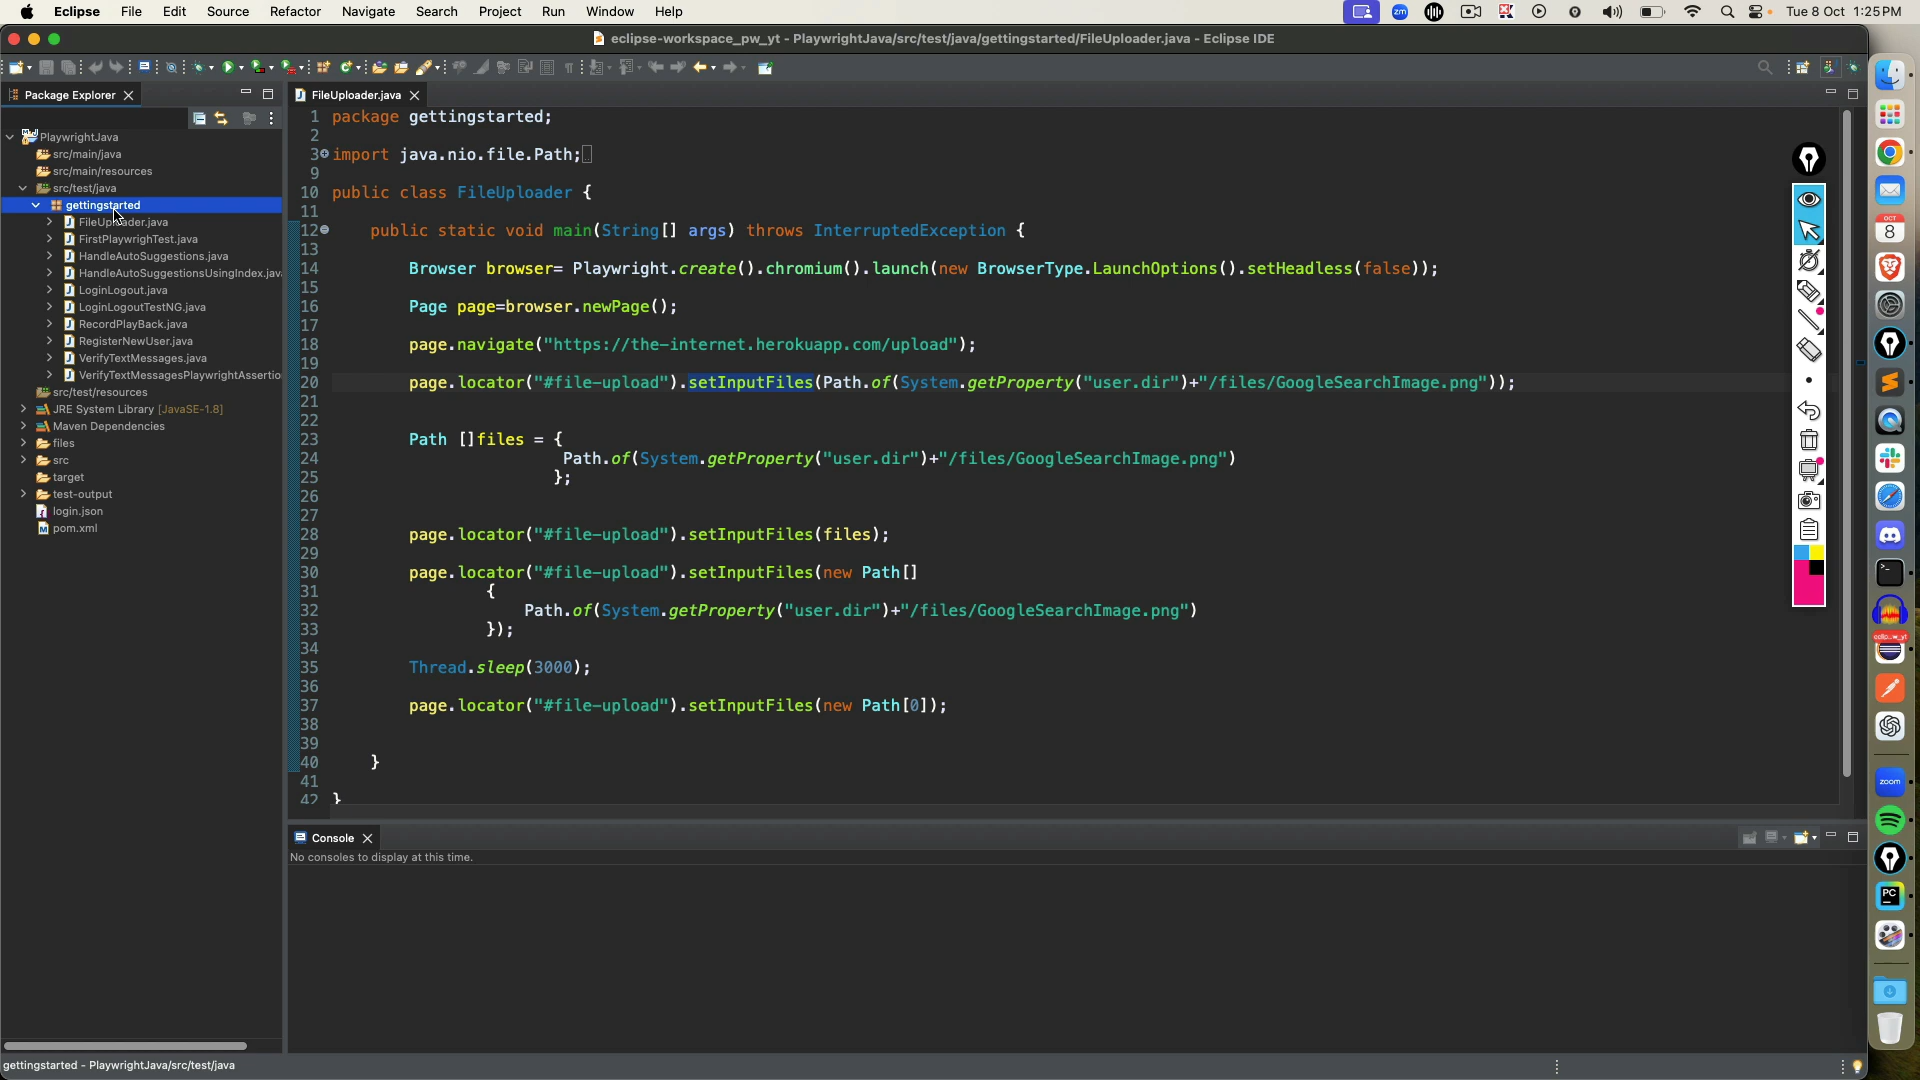 Eclipse File Edit Source Refactor Navigate Search Project Run Window Help zm Tue 8 Oct 1:25 PM
eclipse-workspace_pw_yt - PlaywrightJava/src/test/java/gettingstarted/FileUploader.java - Eclipse IDE
Package Explorer
PlaywrightJava
src/main/java
src/main/resources
src/test/java
gettingstarted
FileUploader.java
FirstPlaywrighTest.java
HandleAutoSuggestions.java
HandleAutoSuggestionsUsingIndex.jav
LoginLogout.java
LoginLogoutTestNG.java
RecordPlayBack.java
RegisterNewUser.java
VerifyTextMessages.java
VerifyTextMessagesPlaywrightAssertio
src/test/resources
JRE System Library [JavaSE-1.8]
Maven Dependencies
files
src
target
test-output
login.json
pom.xml
FileUploader.java
1 package gettingstarted;
2
3 import java.nio.file.Path;
9
10 public class FileUploader {
11
12 public static void main(String[] args) throws InterruptedException {
13
14 Browser browser= Playwright.create().chromium().launch(new BrowserType.LaunchOptions().setHeadless(false));
15
16 Page page=browser.newPage();
17
18 page.navigate("https://the-internet.herokuapp.com/upload");
19
20 page.locator("#file-upload").setInputFiles(Path.of(System.getProperty("user.dir")+"/files/GoogleSearchImage.png"));
21
22
23 Path []files = {
24 Path.of(System.getProperty("user.dir")+"/files/GoogleSearchImage.png")
25 };
26
27
28 page.locator("#file-upload").setInputFiles(files);
29
30 page.locator("#file-upload").setInputFiles(new Path[]
31 {
32 Path.of(System.getProperty("user.dir")+"/files/GoogleSearchImage.png")
33 });
34
35 Thread.sleep(3000);
36
37 page.locator("#file-upload").setInputFiles(new Path[0]);
38
39
40 }
41
42 }
Console
No consoles to display at this time.
gettingstarted - PlaywrightJava/src/test/java
OCT
8
eclip...w_yt
zoom
PC